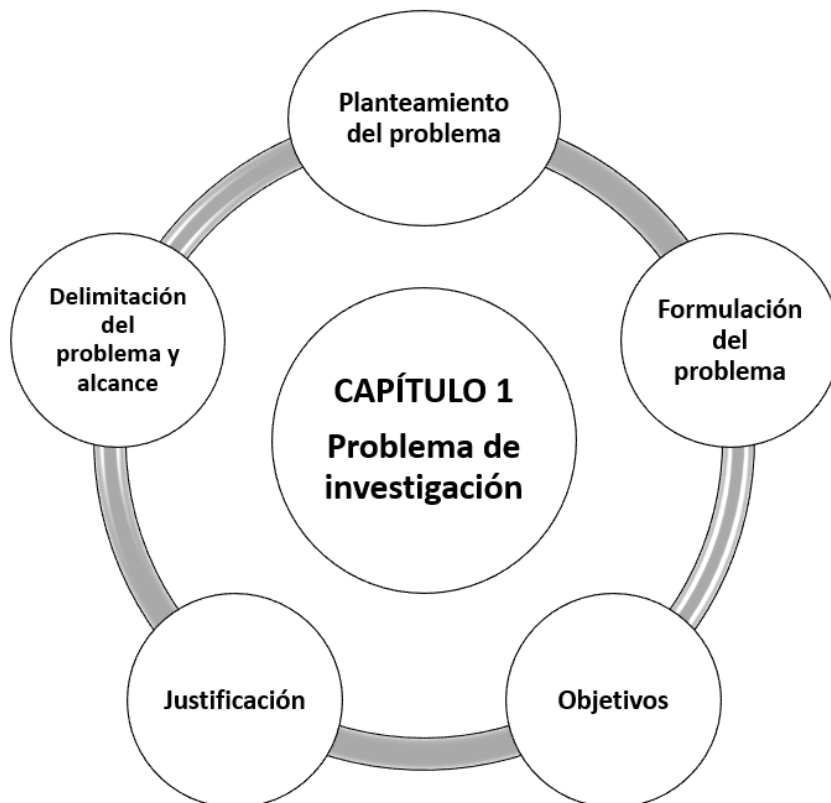 Planteamiento
del problema
Formulación
del
problema
Objetivos
Justificación
Delimitación
del
problema y
alcance
CAPÍTULO 1
Problema de
investigación